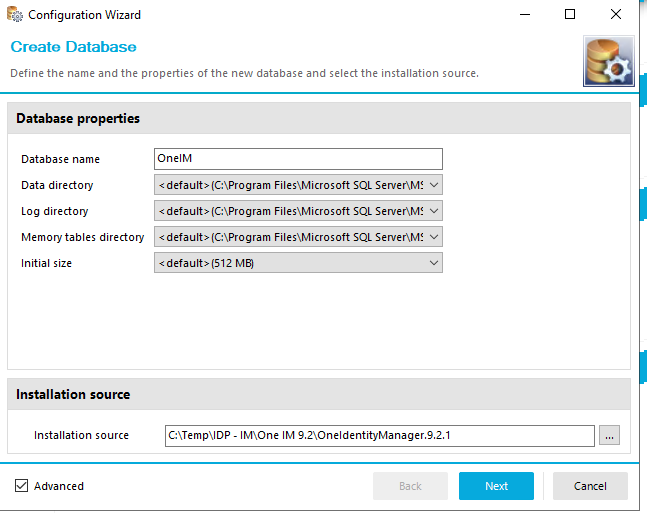 Configuration Wizard
Create Database
Define the name and the properties of the new database and select the installation source.
Database properties
Database name OneIM
Data directory <default>(C:\Program Files\Microsoft SQL Server\MS
Log directory <default>(C:\Program Files\Microsoft SQL Server\MS
Memory tables directory <default>(C:\Program Files\Microsoft SQL Server\MS
Initial size <default>(512 MB)
Installation source
Installation source C:\Temp\IDP - IM\One IM 9.2\OneIdentityManager.9.2.1 ...
Advanced Back Next Cancel